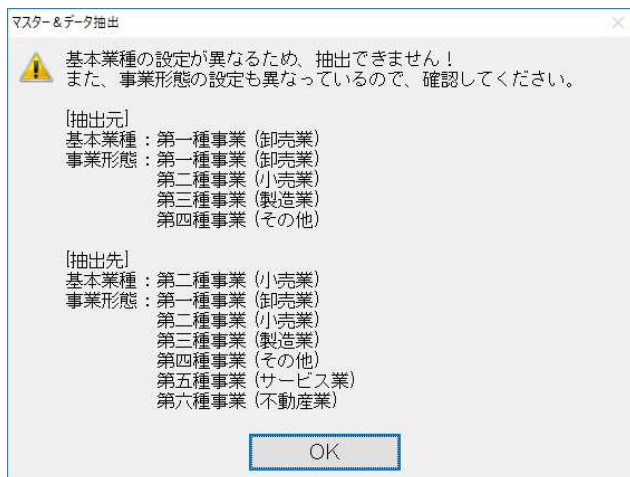 マスター＆データ抽出
基本業種の設定が異なるため、抽出できません！
また、事業形態の設定も異なっているので、確認してください。
[抽出元]
基本業種：第一種事業（卸売業）
事業形態：第一種事業（卸売業）
第二種事業（小売業）
第三種事業（製造業）
第四種事業（その他）
[抽出先]
基本業種：第二種事業（小売業）
事業形態：第一種事業（卸売業）
第二種事業（小売業）
第三種事業（製造業）
第四種事業（その他）
第五種事業（サービス業）
第六種事業（不動産業）
OK